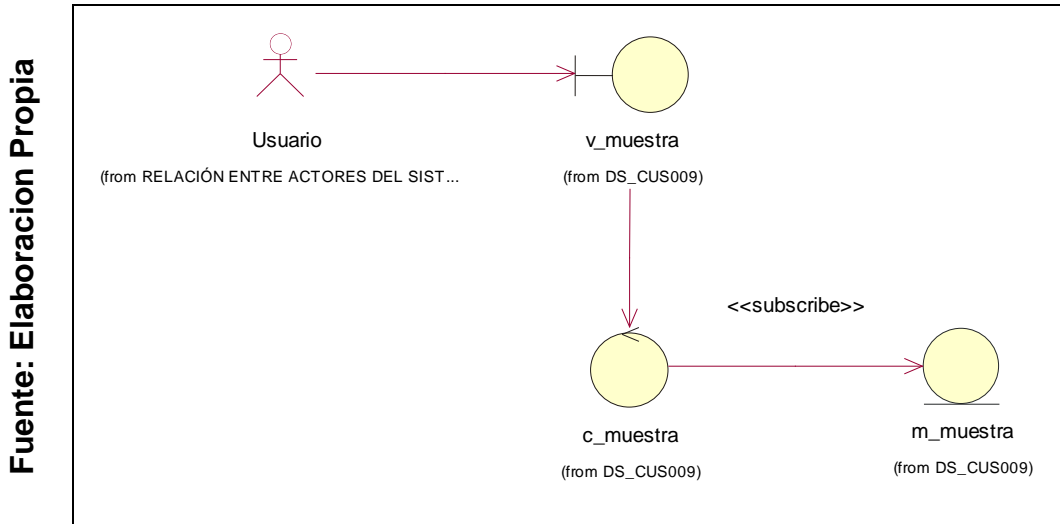 Fuente: Elaboracion Propia
Usuario
(from RELACIÓN ENTRE ACTORES DEL SIST...
v_muestra
(from DS_CUS009)
<<subscribe>>
c_muestra
(from DS_CUS009)
m_muestra
(from DS_CUS009)